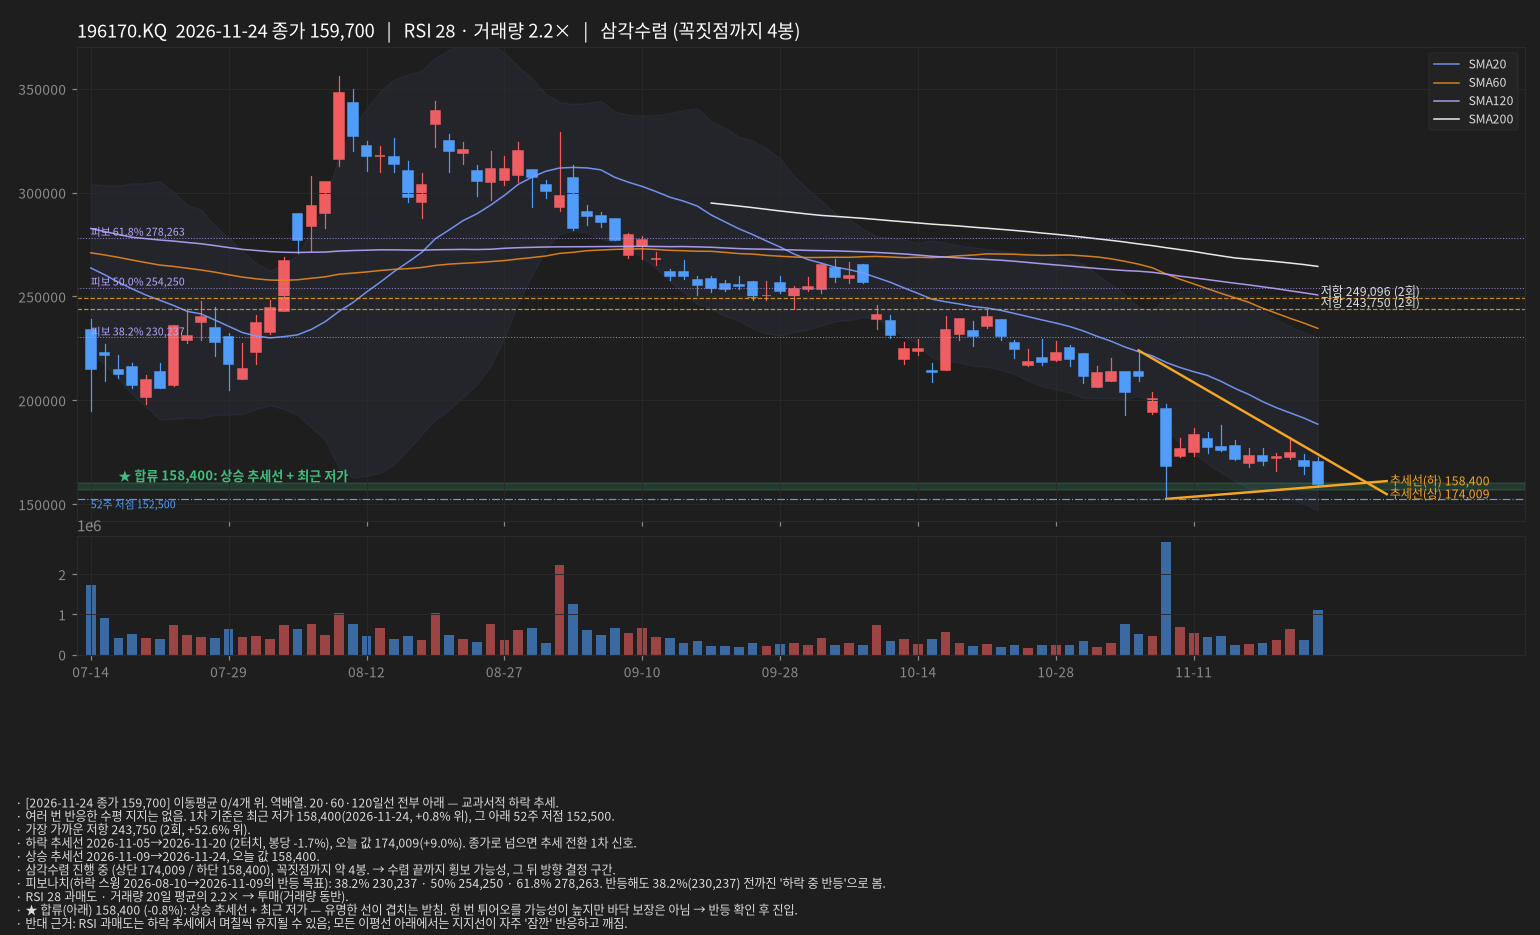 196170.KQ 2026-11-24 종가 159,700 | RSI 28 · 거래량 2.2× | 삼각수렴 (꼭짓점까지 4봉)
SMA20
SMA60
SMA120
SMA200
350000
300000
250000
200000
150000
피보 61.8% 278,263
피보 50.0% 254,250
피보 38.2% 230,237
저항 249,096 (2회)
저항 243,750 (2회)
★ 합류 158,400: 상승 추세선 + 최근 저가
52주 저점 152,500
추세선(하) 158,400
추세선(상) 174,009
1e6
2
1
0
07-14
07-29
08-12
08-27
09-10
09-28
10-14
10-28
11-11
· [2026-11-24 종가 159,700] 이동평균 0/4개 위. 역배열. 20·60·120일선 전부 아래 — 교과서적 하락 추세.
· 여러 번 반응한 수평 지지는 없음. 1차 기준은 최근 저가 158,400(2026-11-24, +0.8% 위), 그 아래 52주 저점 152,500.
· 가장 가까운 저항 243,750 (2회, +52.6% 위).
· 하락 추세선 2026-11-05→2026-11-20 (2터치, 봉당 -1.7%), 오늘 값 174,009(+9.0%). 종가로 넘으면 추세 전환 1차 신호.
· 상승 추세선 2026-11-09→2026-11-24, 오늘 값 158,400.
· 삼각수렴 진행 중 (상단 174,009 / 하단 158,400), 꼭짓점까지 약 4봉. → 수렴 끝까지 횡보 가능성, 그 뒤 방향 결정 구간.
· 피보나치(하락 스윙 2026-08-10→2026-11-09의 반등 목표): 38.2% 230,237 · 50% 254,250 · 61.8% 278,263. 반등해도 38.2%(230,237) 전까진 '하락 중 반등'으로 봄.
· RSI 28 과매도 · 거래량 20일 평균의 2.2× → 투매(거래량 동반).
· ★ 합류(아래) 158,400 (-0.8%): 상승 추세선 + 최근 저가 — 유명한 선이 겹치는 받침. 한 번 튀어오를 가능성이 높지만 바닥 보장은 아님 → 반등 확인 후 진입.
· 반대 근거: RSI 과매도는 하락 추세에서 며칠씩 유지될 수 있음; 모든 이평선 아래에서는 지지선이 자주 '잠깐' 반응하고 깨짐.